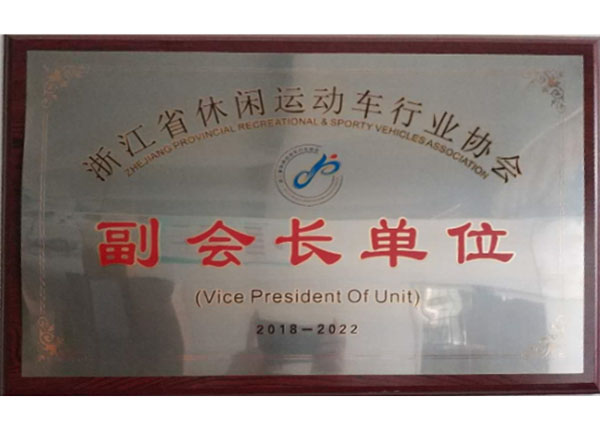 浙江省休闲运动车行业协会
ZHEJIANG PROVINCIAL RECREATIONAL & SPORTY VEHICLES ASSOCIATION
副会长单位
(Vice President Of Unit)
2018-2022